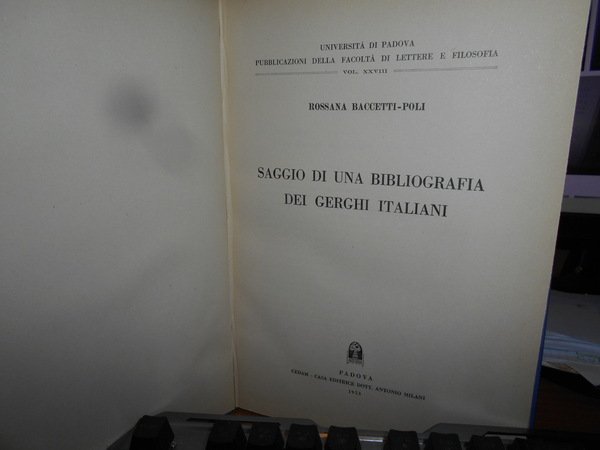 UNIVERSITÀ DI PADOVA
PUBBLICAZIONI DELLA FACOLTÀ DI LETTERE E FILOSOFIA
VOL. XXVIII
ROSSANA BACCETTI-POLI
SAGGIO DI UNA BIBLIOGRAFIA
DEI GERGHI ITALIANI
PADOVA
CEDAM - CASA EDITRICE DOTT. ANTONIO MILANI